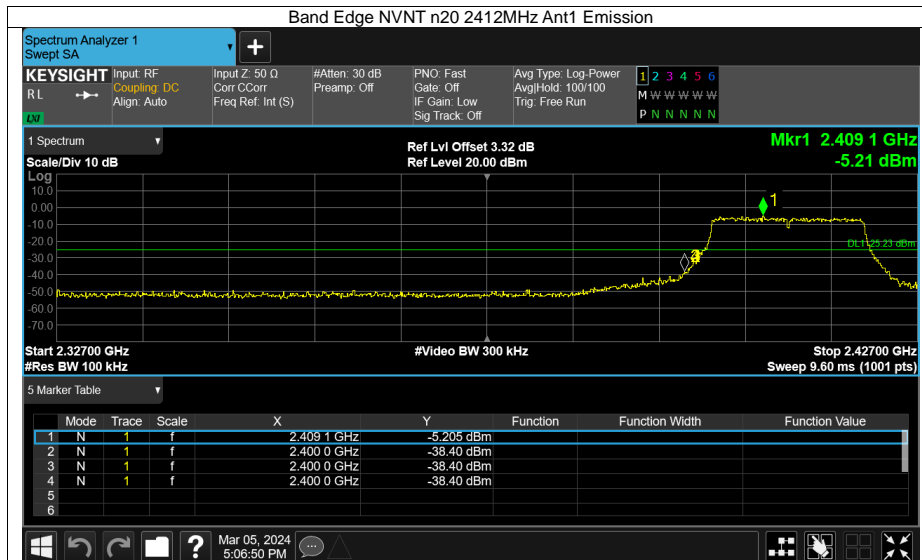 Band Edge NVNT n20 2412MHz Ant1 Emission
Spectrum Analyzer 1
Swept SA
+
KEYSIGHT
RL
LXI
Input: RF
Coupling: DC
Align: Auto
Input Z: 50 Ω
Corr CCorr
Freq Ref: Int (S)
#Atten: 30 dB
Preamp: Off
PNO: Fast
Gate: Off
IF Gain: Low
Sig Track: Off
Avg Type: Log-Power
Avg|Hold: 100/100
Trig: Free Run
1 2 3 4 5 6
M W W W W W
P N N N N N
1 Spectrum
Scale/Div 10 dB
Ref Lvl Offset 3.32 dB
Ref Level 20.00 dBm
Mkr1 2.409 1 GHz
-5.21 dBm
Log
10.0
0.00
-10.0
-20.0
-30.0
-40.0
-50.0
-60.0
-70.0
1
DL1 -25.23 dBm
Start 2.32700 GHz
#Res BW 100 kHz
#Video BW 300 kHz
Stop 2.42700 GHz
Sweep 9.60 ms (1001 pts)
5 Marker Table
Mode Trace Scale X Y Function Function Width Function Value
1 N 1 f 2.409 1 GHz -5.205 dBm
2 N 1 f 2.400 0 GHz -38.40 dBm
3 N 1 f 2.400 0 GHz -38.40 dBm
4 N 1 f 2.400 0 GHz -38.40 dBm
5
6
?
Mar 05, 2024
5:06:50 PM